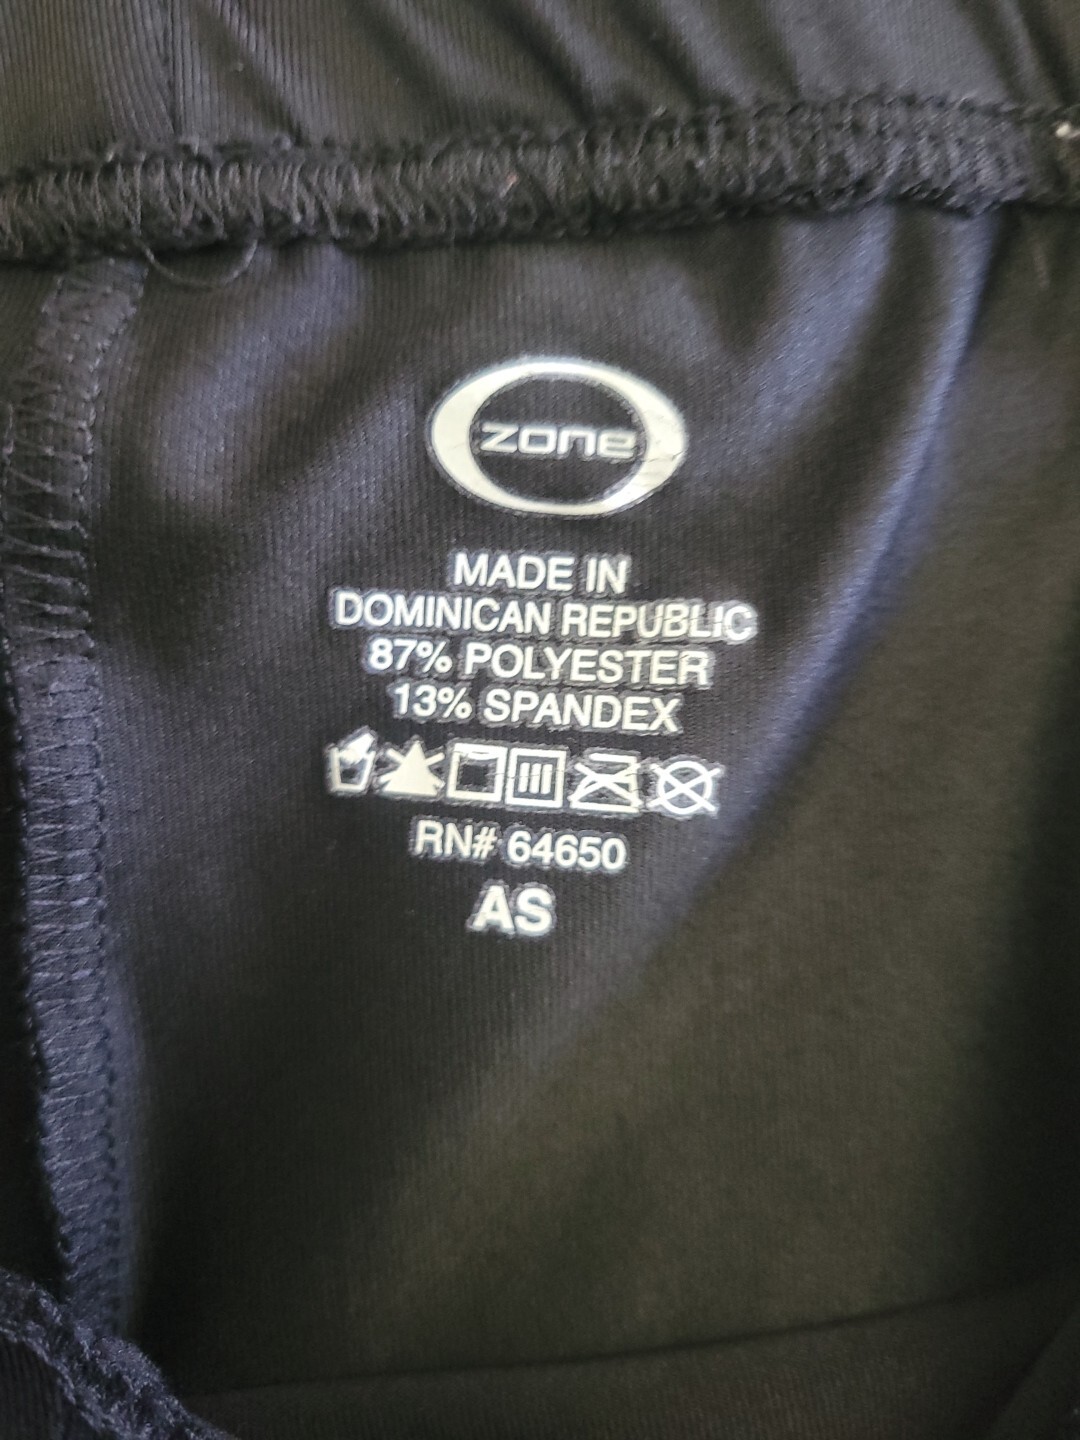 zone
MADE IN
DOMINICAN REPUBLIC
87% POLYESTER
13% SPANDEX
RN# 64650
AS